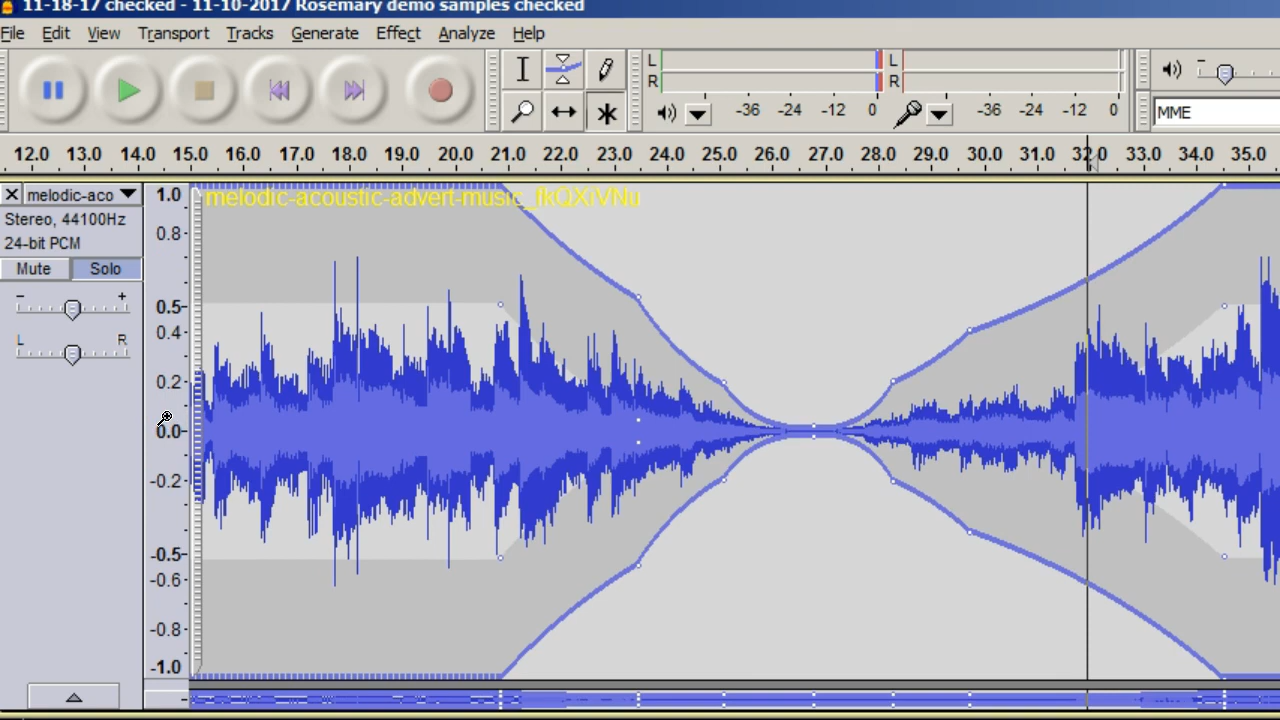 11-18-17 checked - 11-10-2017 Rosemary demo samples checked
File Edit View Transport Tracks Generate Effect Analyze Help
L L
R R
-36 -24 -12 0 -36 -24 -12 0
MME
12.0 13.0 14.0 15.0 16.0 17.0 18.0 19.0 20.0 21.0 22.0 23.0 24.0 25.0 26.0 27.0 28.0 29.0 30.0 31.0 32.0 33.0 34.0 35.0
melodic-aco
Stereo, 44100Hz
24-bit PCM
Mute Solo
- +
L R
melodic-acoustic-advert-music_fkQXiVNu
1.0
0.8
0.5
0.4
0.2
0.0
-0.2
-0.5
-0.6
-0.8
-1.0